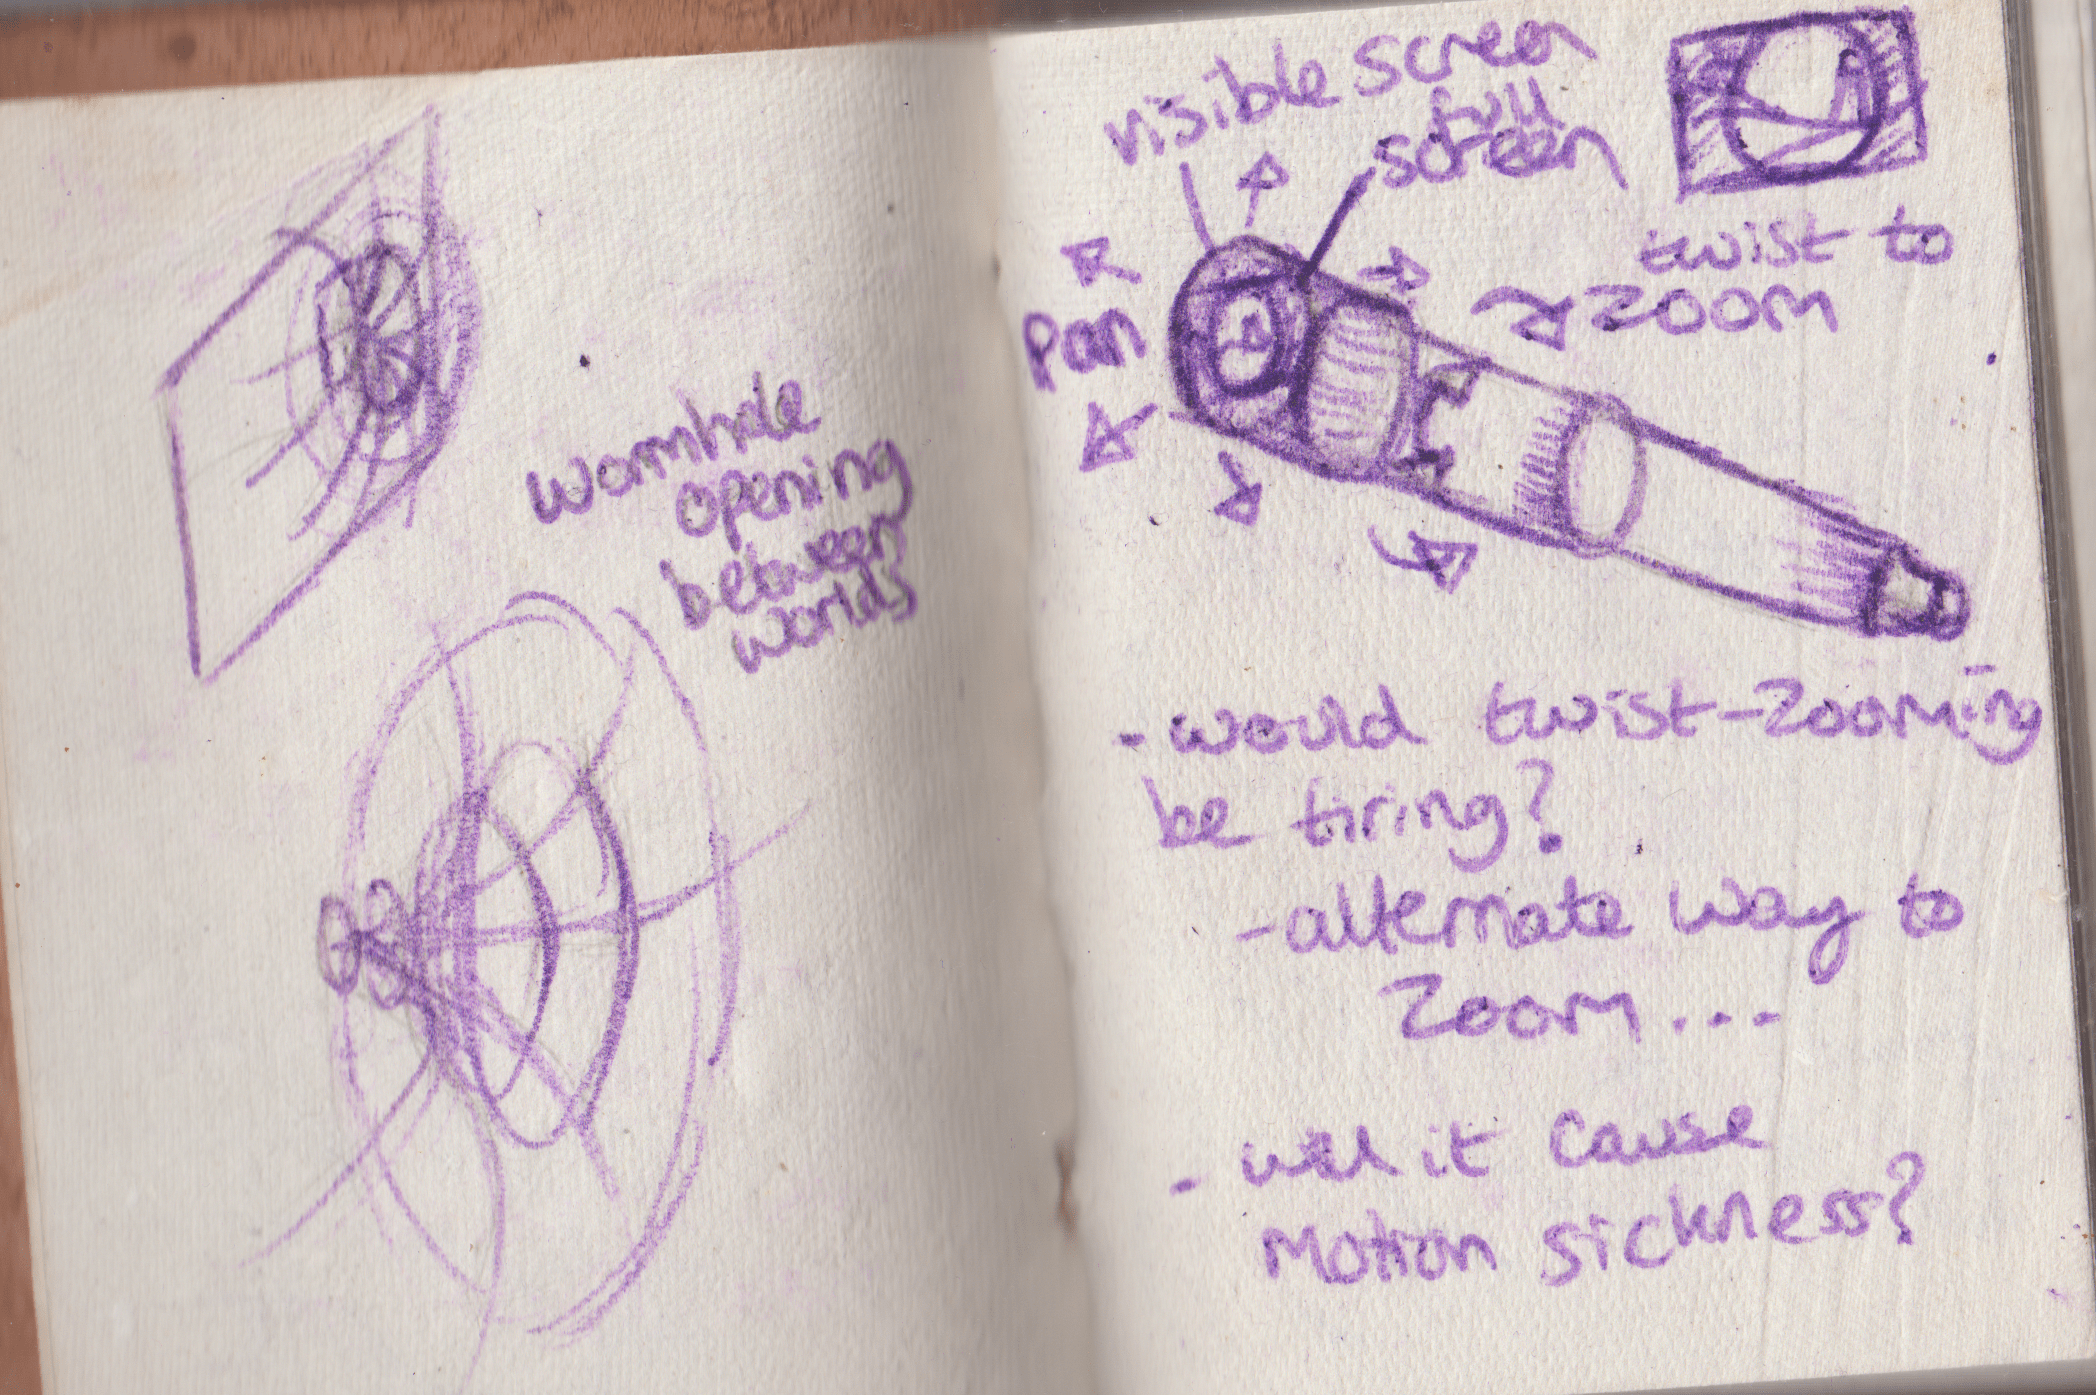 wormhole
opening
between
worlds
visible screen
full
screen
twist to
zoom
Pan
- would twist-zooming
be tiring?
- alternate way to
zoom...
- will it cause
motion sickness?